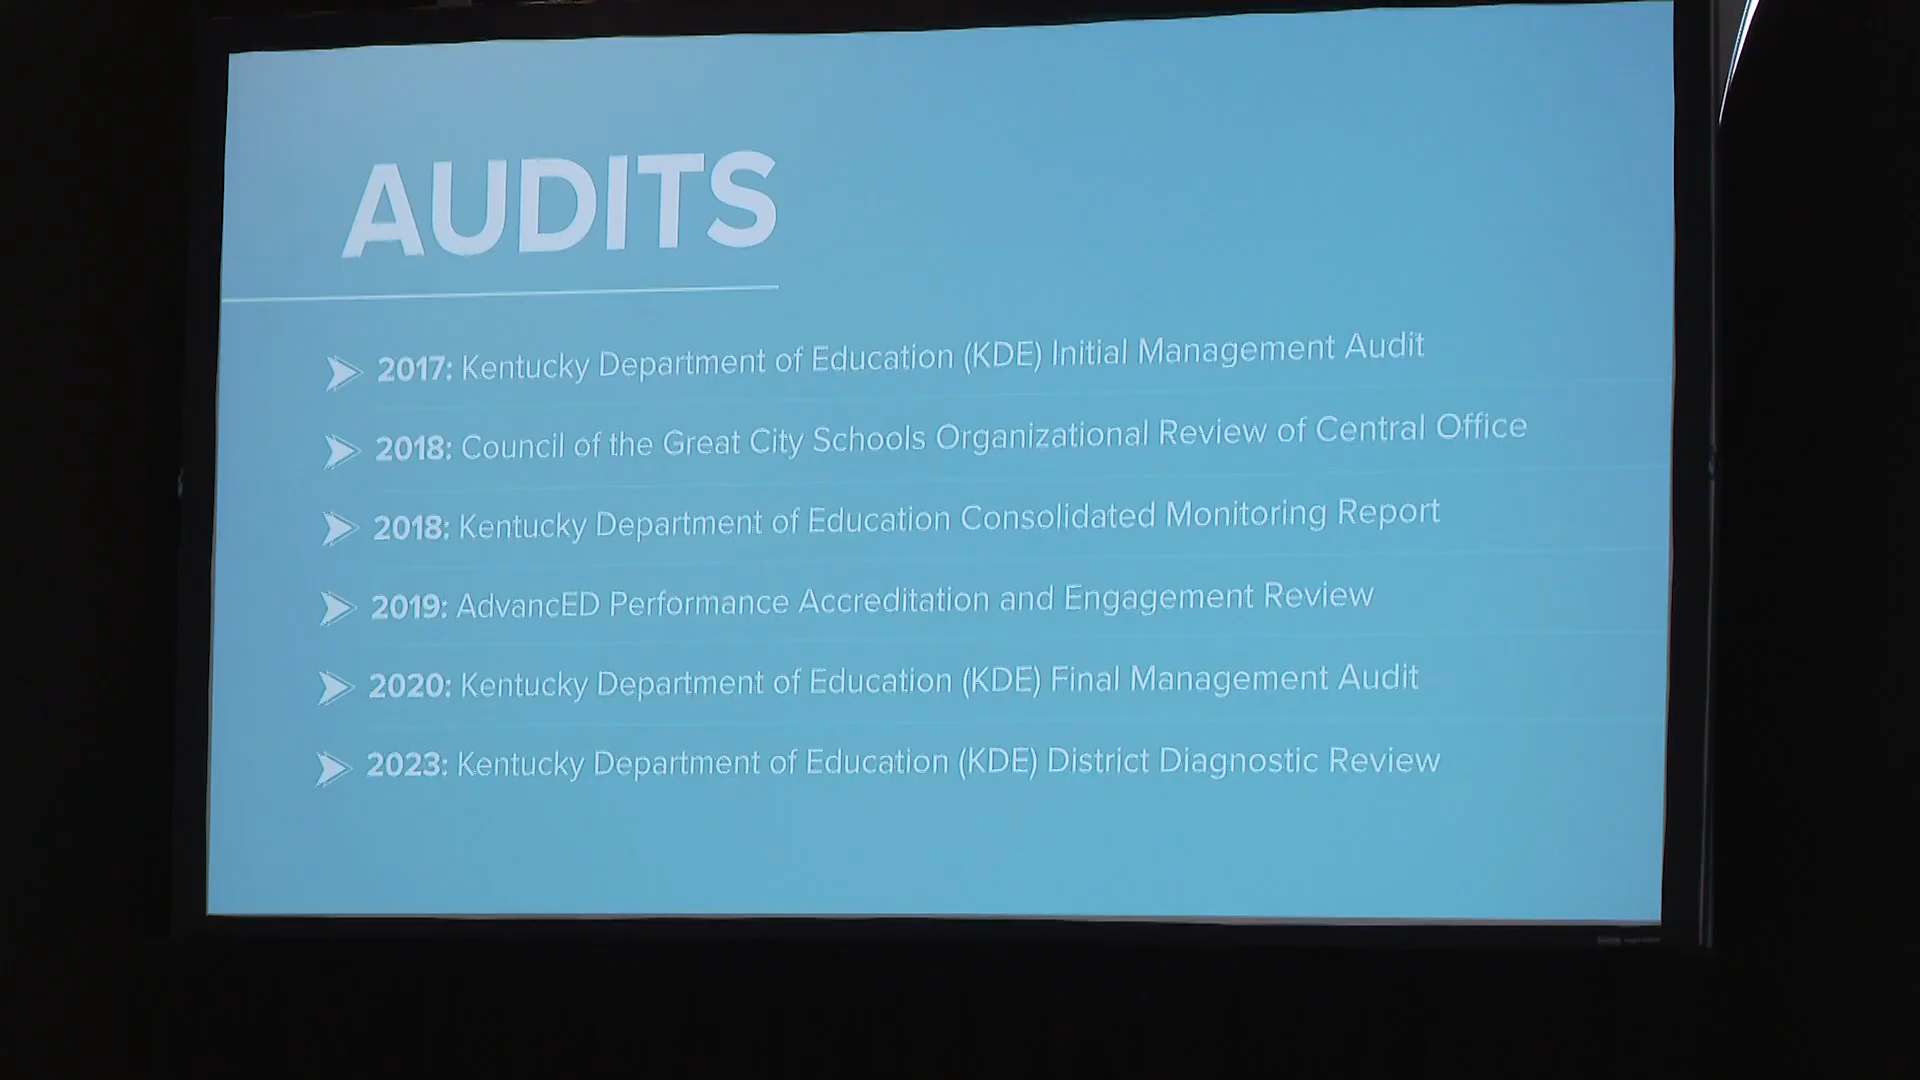 AUDITS
2017: Kentucky Department of Education (KDE) Initial Management Audit
2018: Council of the Great City Schools Organizational Review of Central Office
2018: Kentucky Department of Education Consolidated Monitoring Report
2019: AdvancED Performance Accreditation and Engagement Review
2020: Kentucky Department of Education (KDE) Final Management Audit
2023: Kentucky Department of Education (KDE) District Diagnostic Review